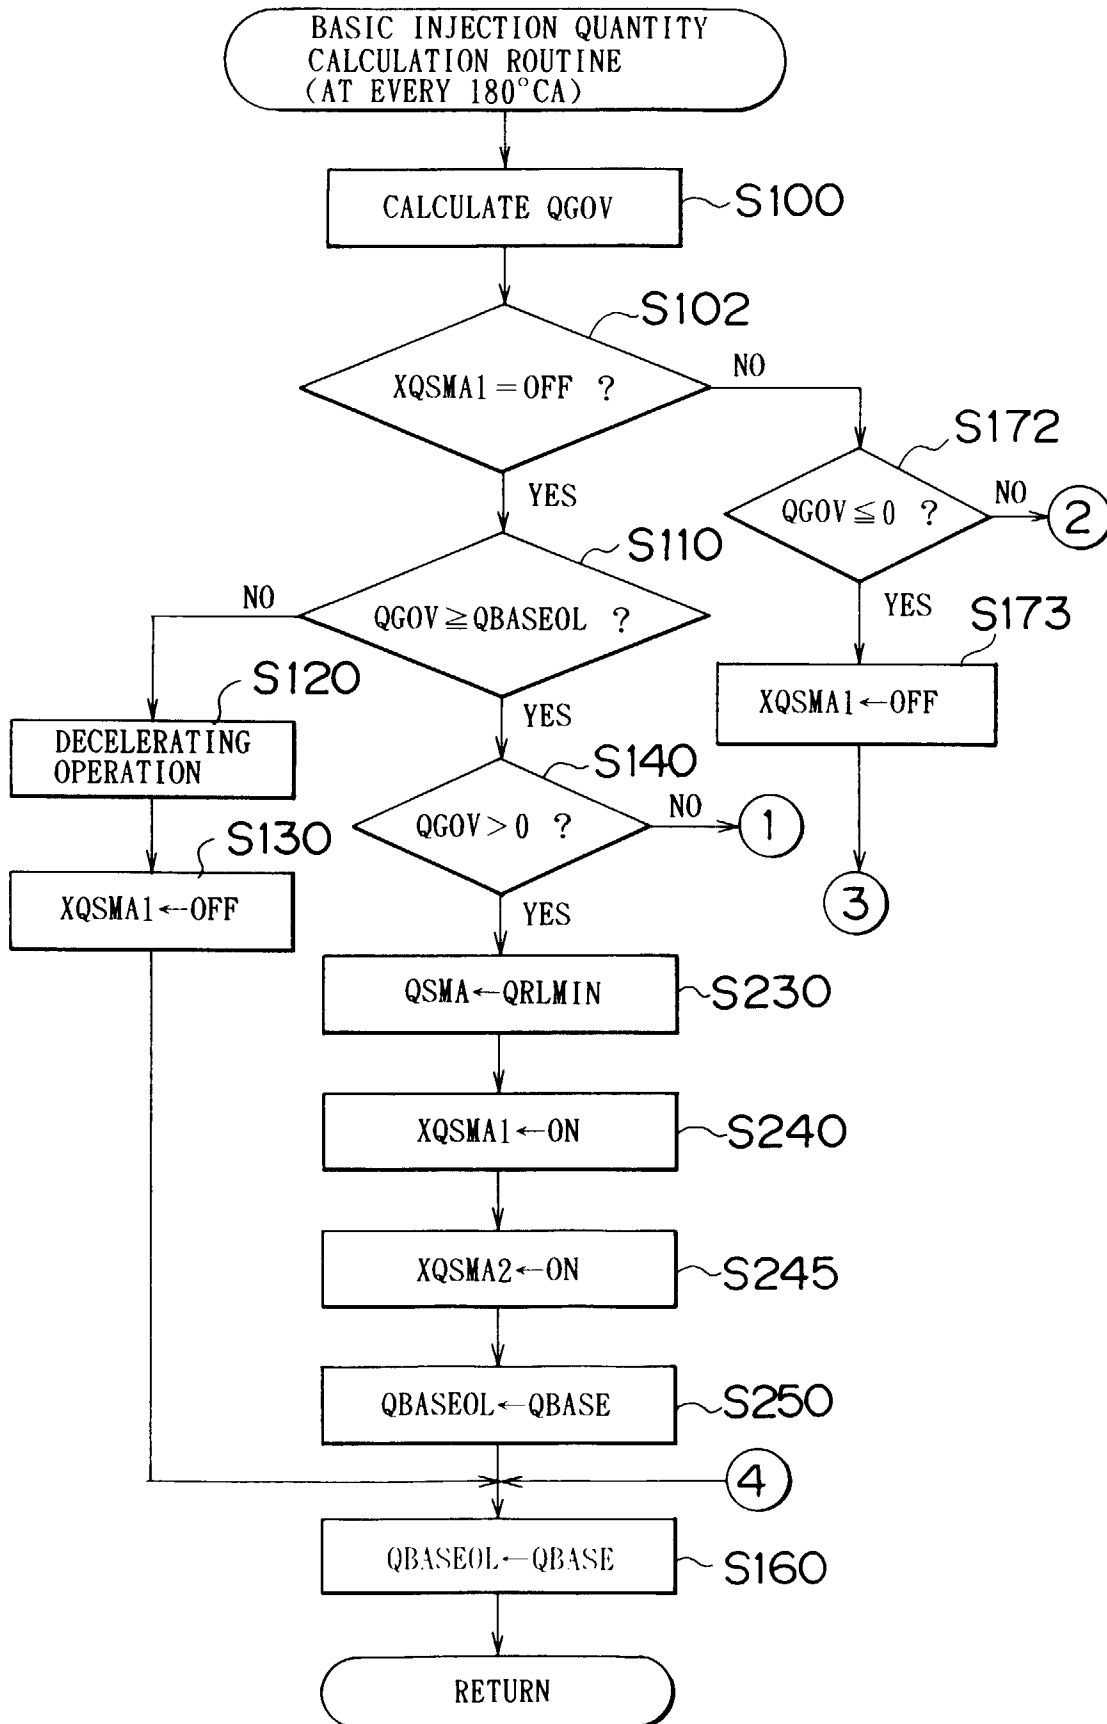 BASIC INJECTION QUANTITY
CALCULATION ROUTINE
(AT EVERY 180°CA)
CALCULATE QGOV
S100
S102
XQSMA1=OFF ?
NO
YES
S172
QGOV≦0 ?
NO
2
YES
S110
QGOV≧QBASEOL ?
NO
YES
S173
XQSMA1←OFF
3
S120
DECELERATING
OPERATION
S130
XQSMA1←OFF
S140
QGOV>0 ?
NO
1
YES
QSMA←QRLMIN
S230
XQSMA1←ON
S240
XQSMA2←ON
S245
QBASEOL←QBASE
S250
4
QBASEOL←QBASE
S160
RETURN